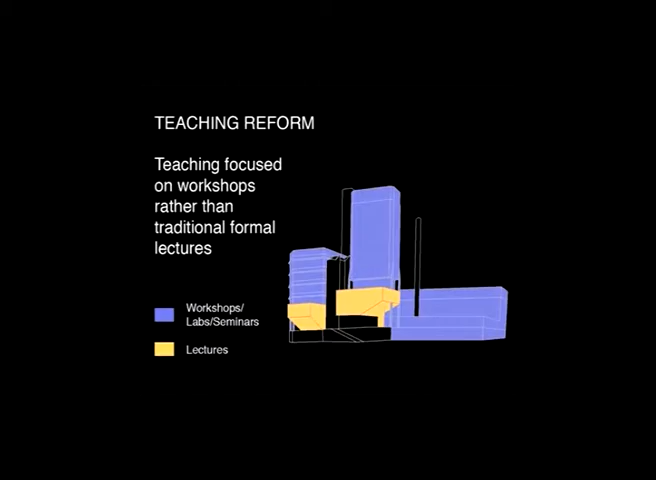 TEACHING REFORM
Teaching focused
on workshops
rather than
traditional formal
lectures
Workshops/
Labs/Seminars
Lectures